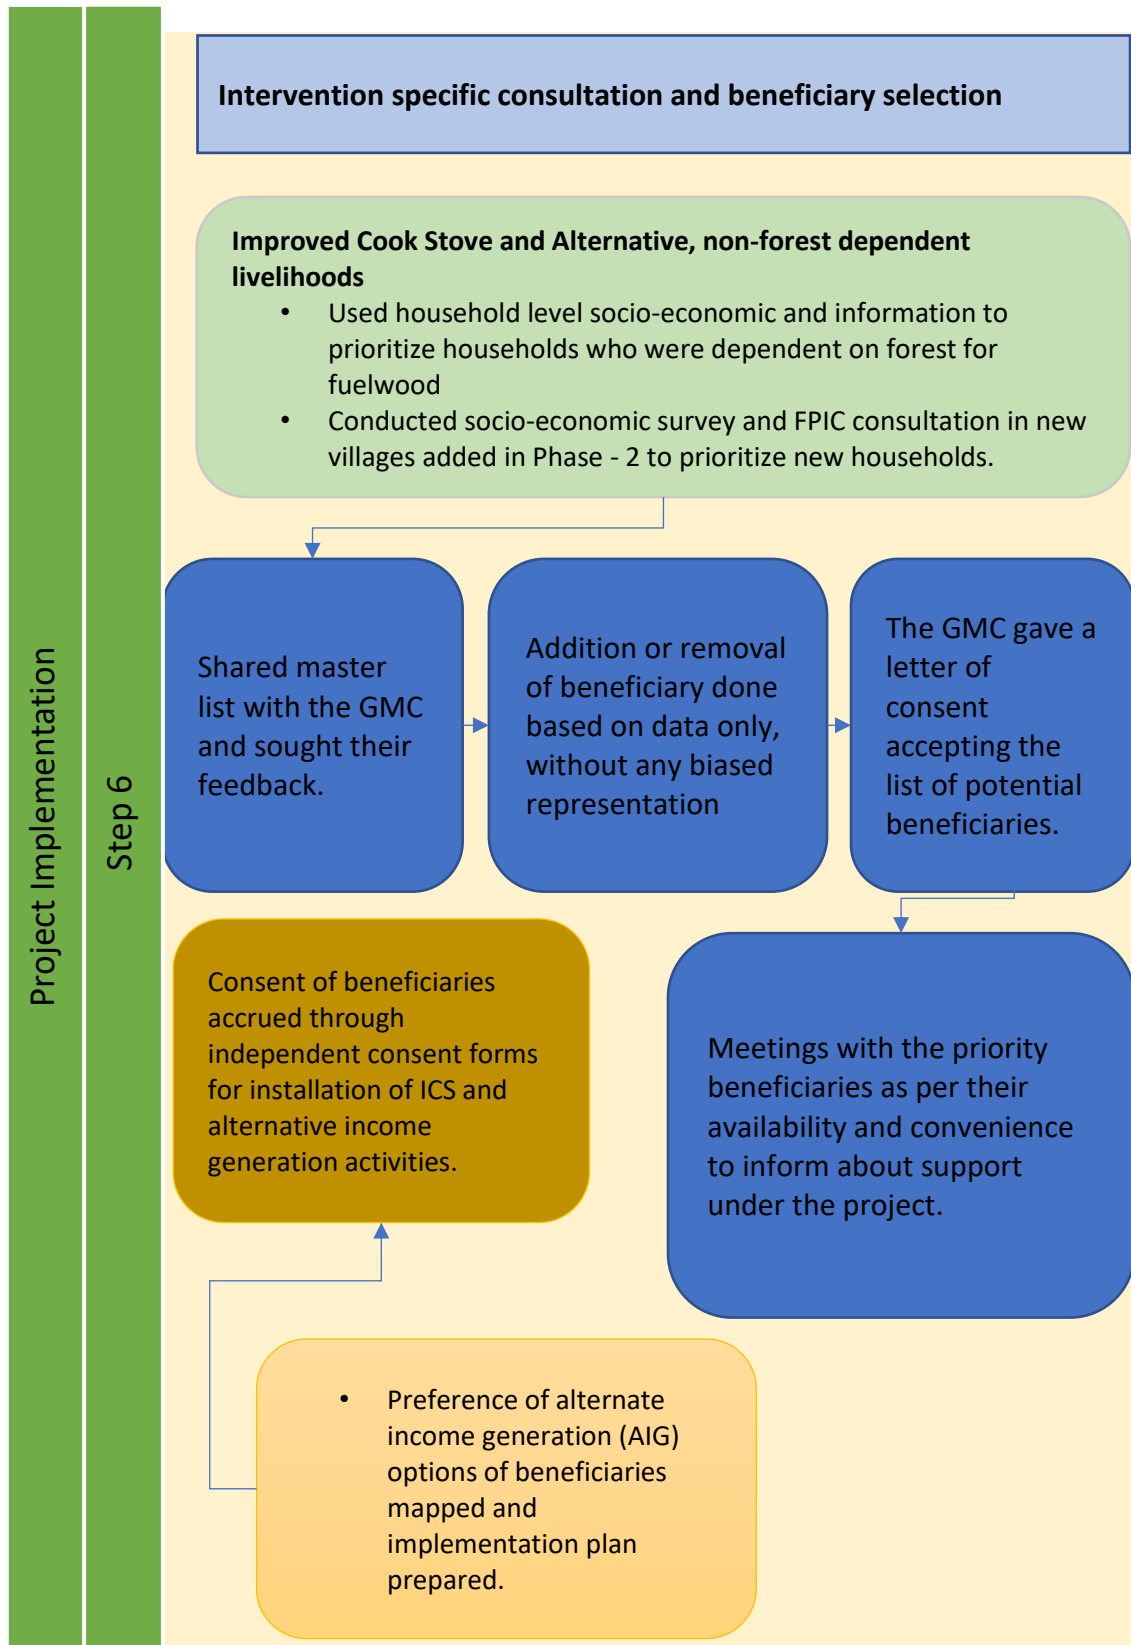 Project Implementation
Step 6
Intervention specific consultation and beneficiary selection
Improved Cook Stove and Alternative, non-forest dependent
livelihoods
• Used household level socio-economic and information to
prioritize households who were dependent on forest for
fuelwood
• Conducted socio-economic survey and FPIC consultation in new
villages added in Phase - 2 to prioritize new households.
Shared master
list with the GMC
and sought their
feedback.
Addition or removal
of beneficiary done
based on data only,
without any biased
representation
The GMC gave a
letter of
consent
accepting the
list of potential
beneficiaries.
Meetings with the priority
beneficiaries as per their
availability and convenience
to inform about support
under the project.
Consent of beneficiaries
accrued through
independent consent forms
for installation of ICS and
alternative income
generation activities.
• Preference of alternate
income generation (AIG)
options of beneficiaries
mapped and
implementation plan
prepared.